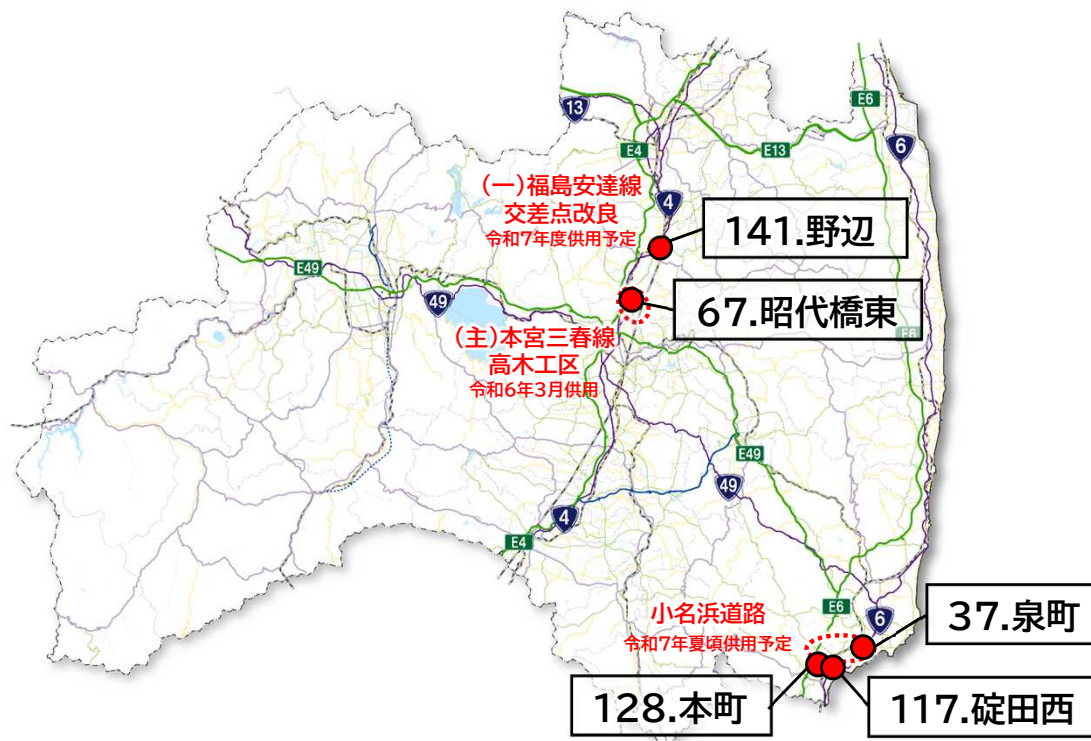 13
E6
6
E4
E13
(一)福島安達線
交差点改良
令和7年度供用予定
4
141.野辺
E49
49
67.昭代橋東
(主)本宮三春線
高木工区
令和6年3月供用
E6
E49
49
4
E4
小名浜道路
令和7年夏頃供用予定
E6
6
37.泉町
128.本町
117.碇田西